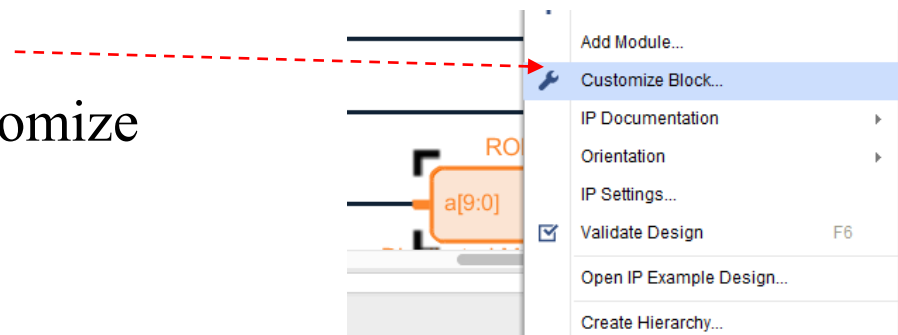 Add Module...
Customize Block...
omize
IP Documentation
RO
Orientation
a[9:0]
IP Settings...
Validate Design F6
Open IP Example Design...
Create Hierarchy...